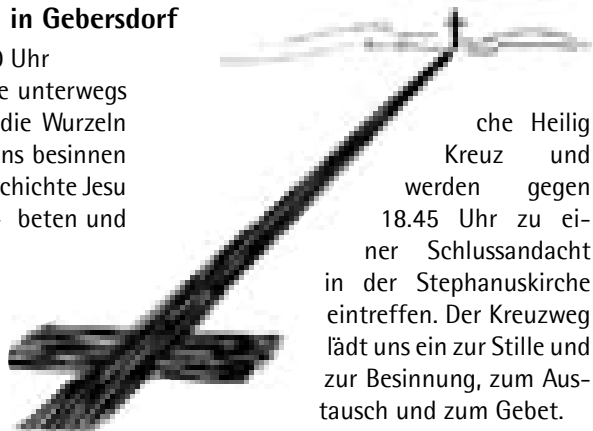 in Gebersdorf
0 Uhr
e unterwegs
die Wurzeln
ns besinnen
schichte Jesu
beten und
che Heilig
Kreuz und
werden gegen
18.45 Uhr zu ei-
ner Schlussandacht
in der Stephanuskirche
eintreffen. Der Kreuzweg
lädt uns ein zur Stille und
zur Besinnung, zum Aus-
tausch und zum Gebet.